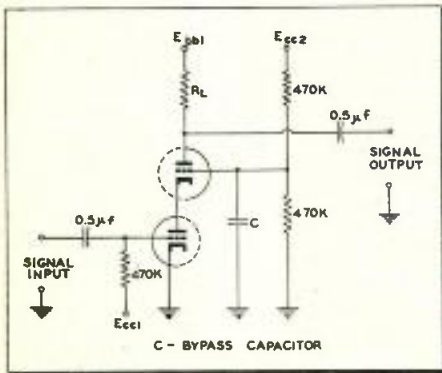 Ebb1
Ecc2
RL
470K
0.5µf
SIGNAL
OUTPUT
470K
C
0.5µf
SIGNAL
INPUT
470K
Ecc1
C - BYPASS CAPACITOR